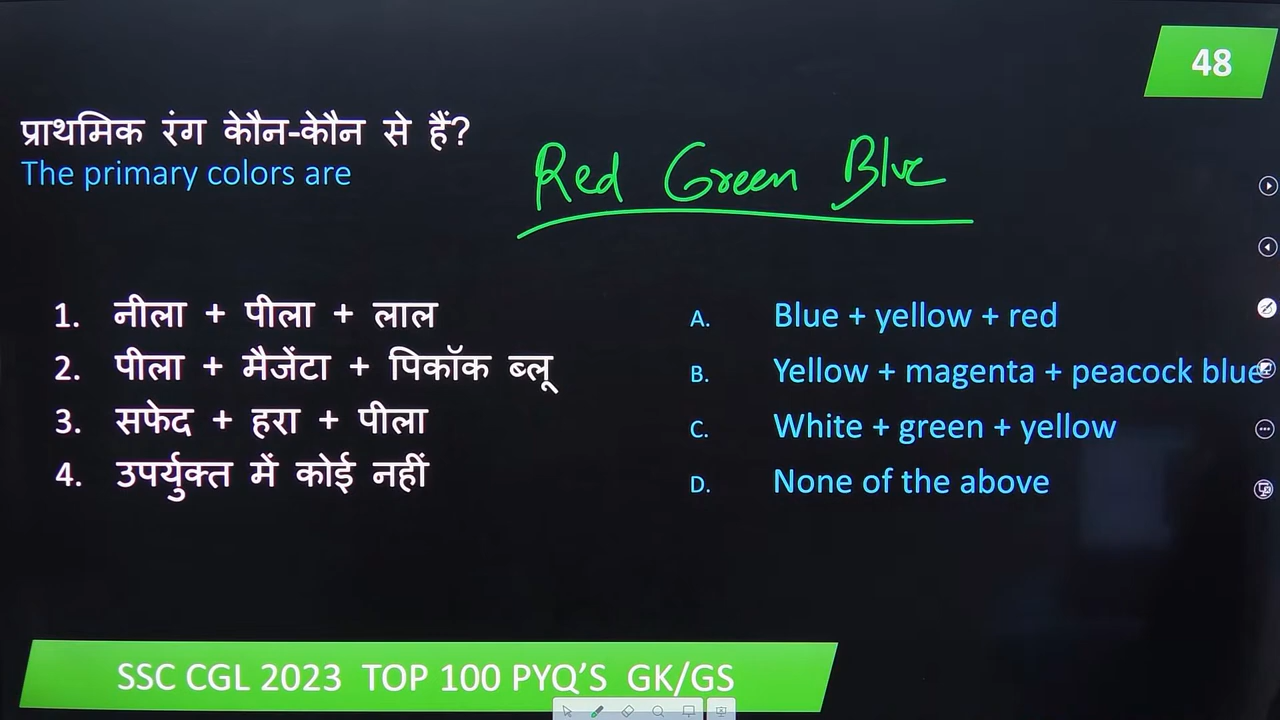 48
प्राथमिक रंग केौन-केौन से हैं?
The primary colors are
Red Green Blue
1. नीला + पीला + लाल
2. पीला + मैजेंटा + पिकॉक ब्लू
3. सफेद + हरा + पीला
4. उपर्युक्त में कोई नहीं
A. Blue + yellow + red
B. Yellow + magenta + peacock blue
C. White + green + yellow
D. None of the above
SSC CGL 2023 TOP 100 PYQ'S GK/GS